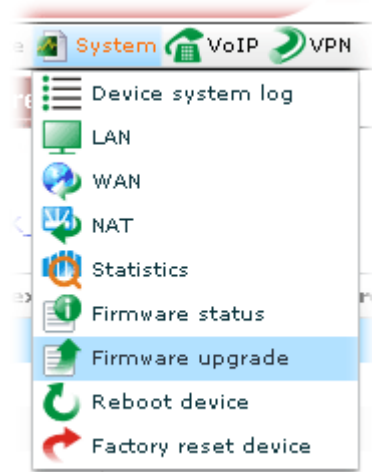 System VoIP VPN
Device system log
LAN
WAN
NAT
Statistics
Firmware status
Firmware upgrade
Reboot device
Factory reset device